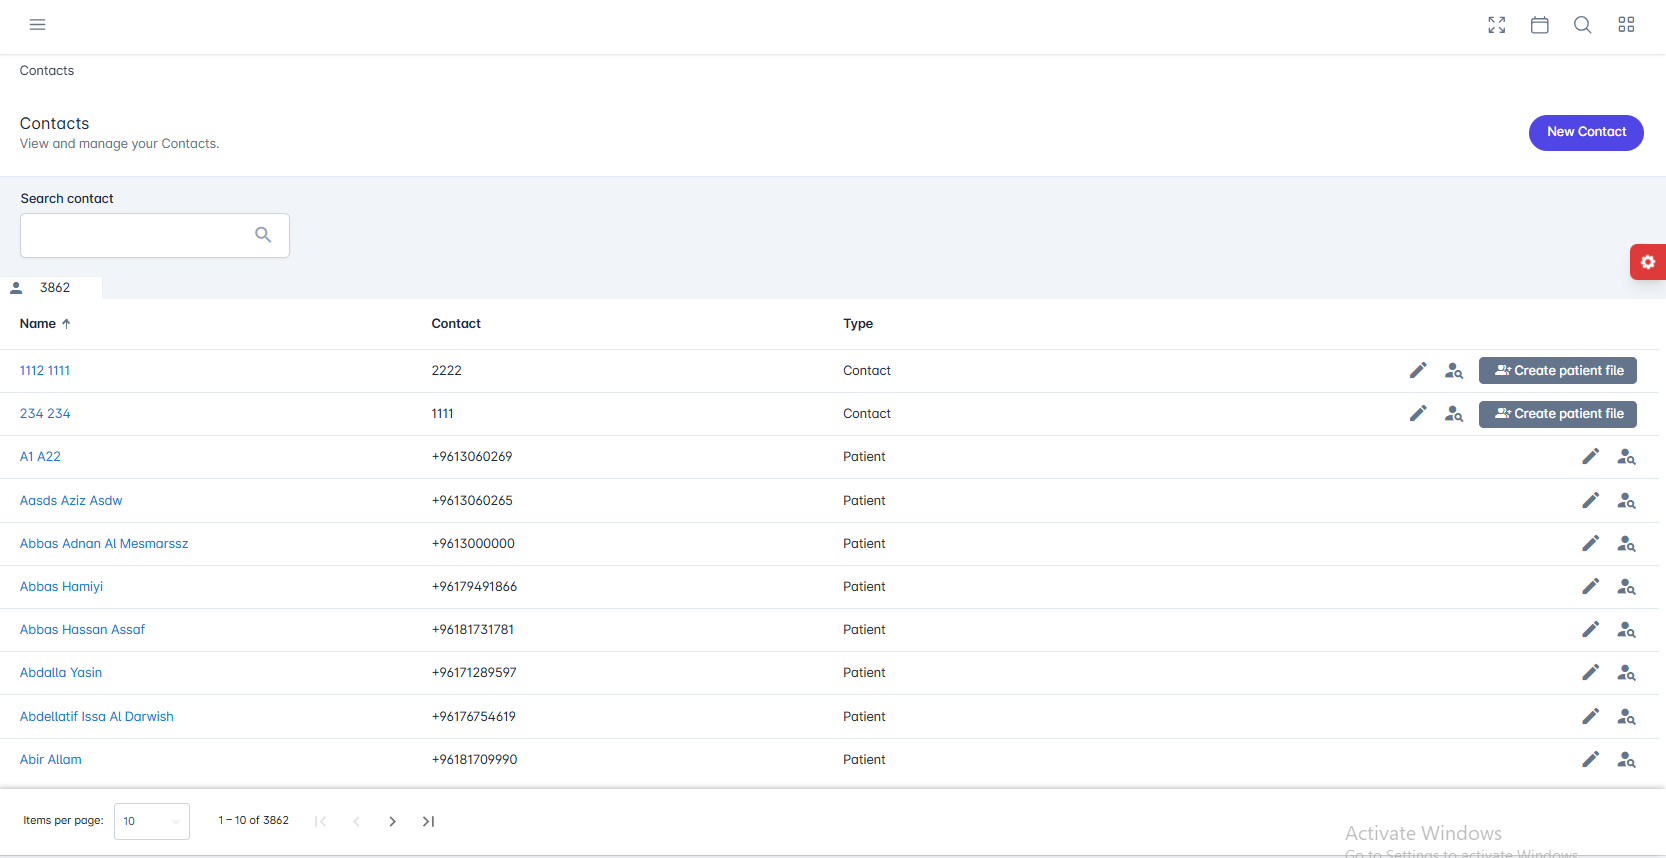 Contacts
Contacts
View and manage your Contacts.
New Contact
Search contact
3862
Name Contact Type
1112 1111 2222 Contact Create patient file
234 234 1111 Contact Create patient file
A1 A22 +9613060269 Patient
Aasds Aziz Asdw +9613060265 Patient
Abbas Adnan Al Mesmarssz +9613000000 Patient
Abbas Hamiyi +96179491866 Patient
Abbas Hassan Assaf +96181731781 Patient
Abdalla Yasin +96171289597 Patient
Abdellatif Issa Al Darwish +96176754619 Patient
Abir Allam +96181709990 Patient
Items per page: 10 1 – 10 of 3862
Activate Windows
Go to Settings to activate Windows.